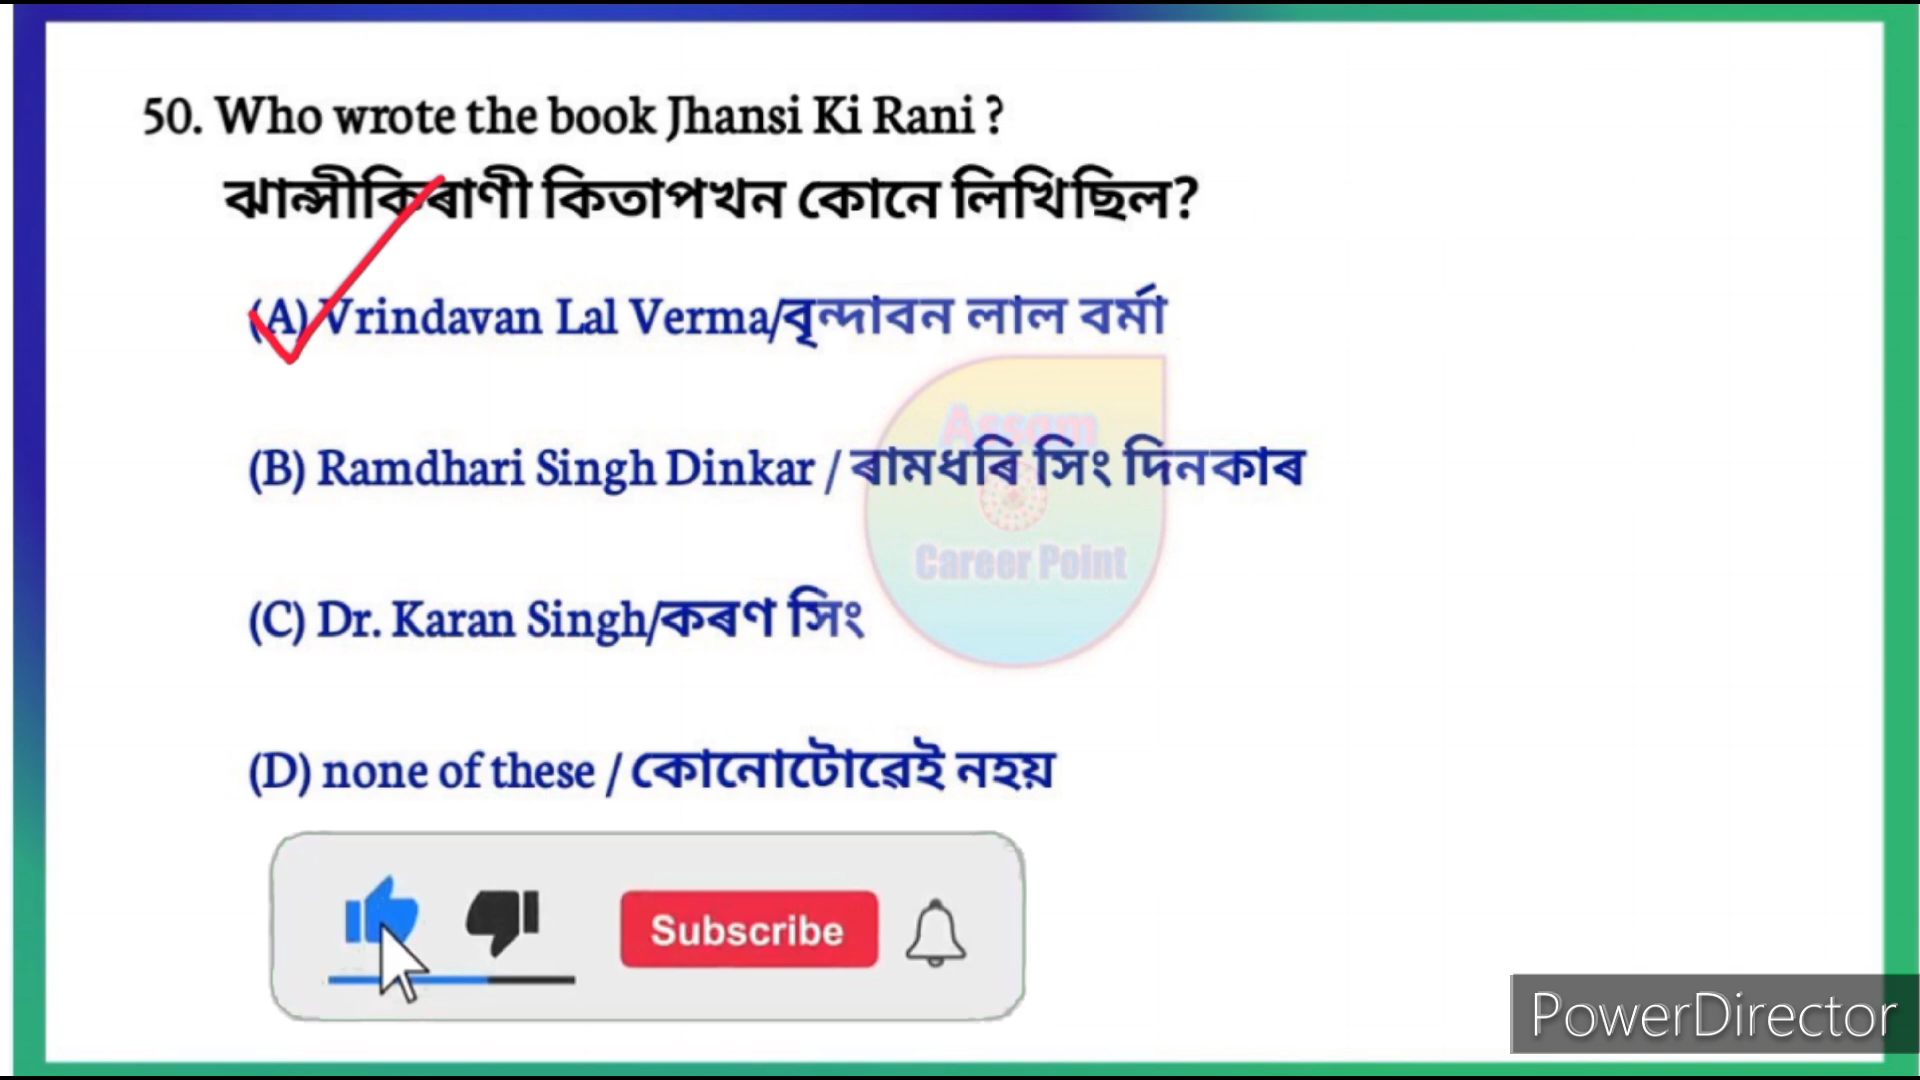 50. Who wrote the book Jhansi Ki Rani ?
ঝান্সীকিৰাণী কিতাপখন কোনে লিখিছিল?
(A) Vrindavan Lal Verma/বৃন্দাবন লাল বৰ্মা
(B) Ramdhari Singh Dinkar / ৰামধৰি সিং দিনকাৰ
(C) Dr. Karan Singh/কৰণ সিং
(D) none of these / কোনোটোৱেই নহয়
Assam
Career Point
Subscribe
PowerDirector